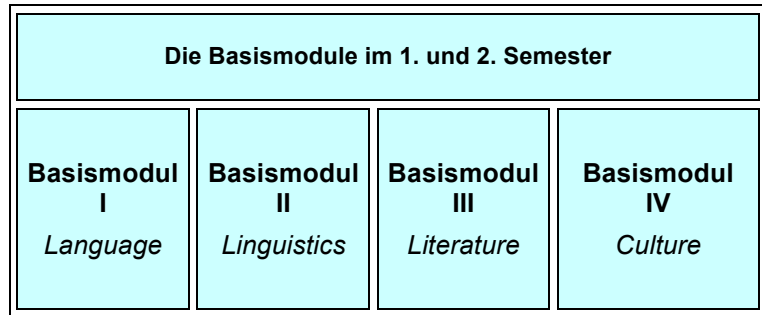 Die Basismodule im 1. und 2. Semester
Basismodul
I
Language
Basismodul
II
Linguistics
Basismodul
III
Literature
Basismodul
IV
Culture